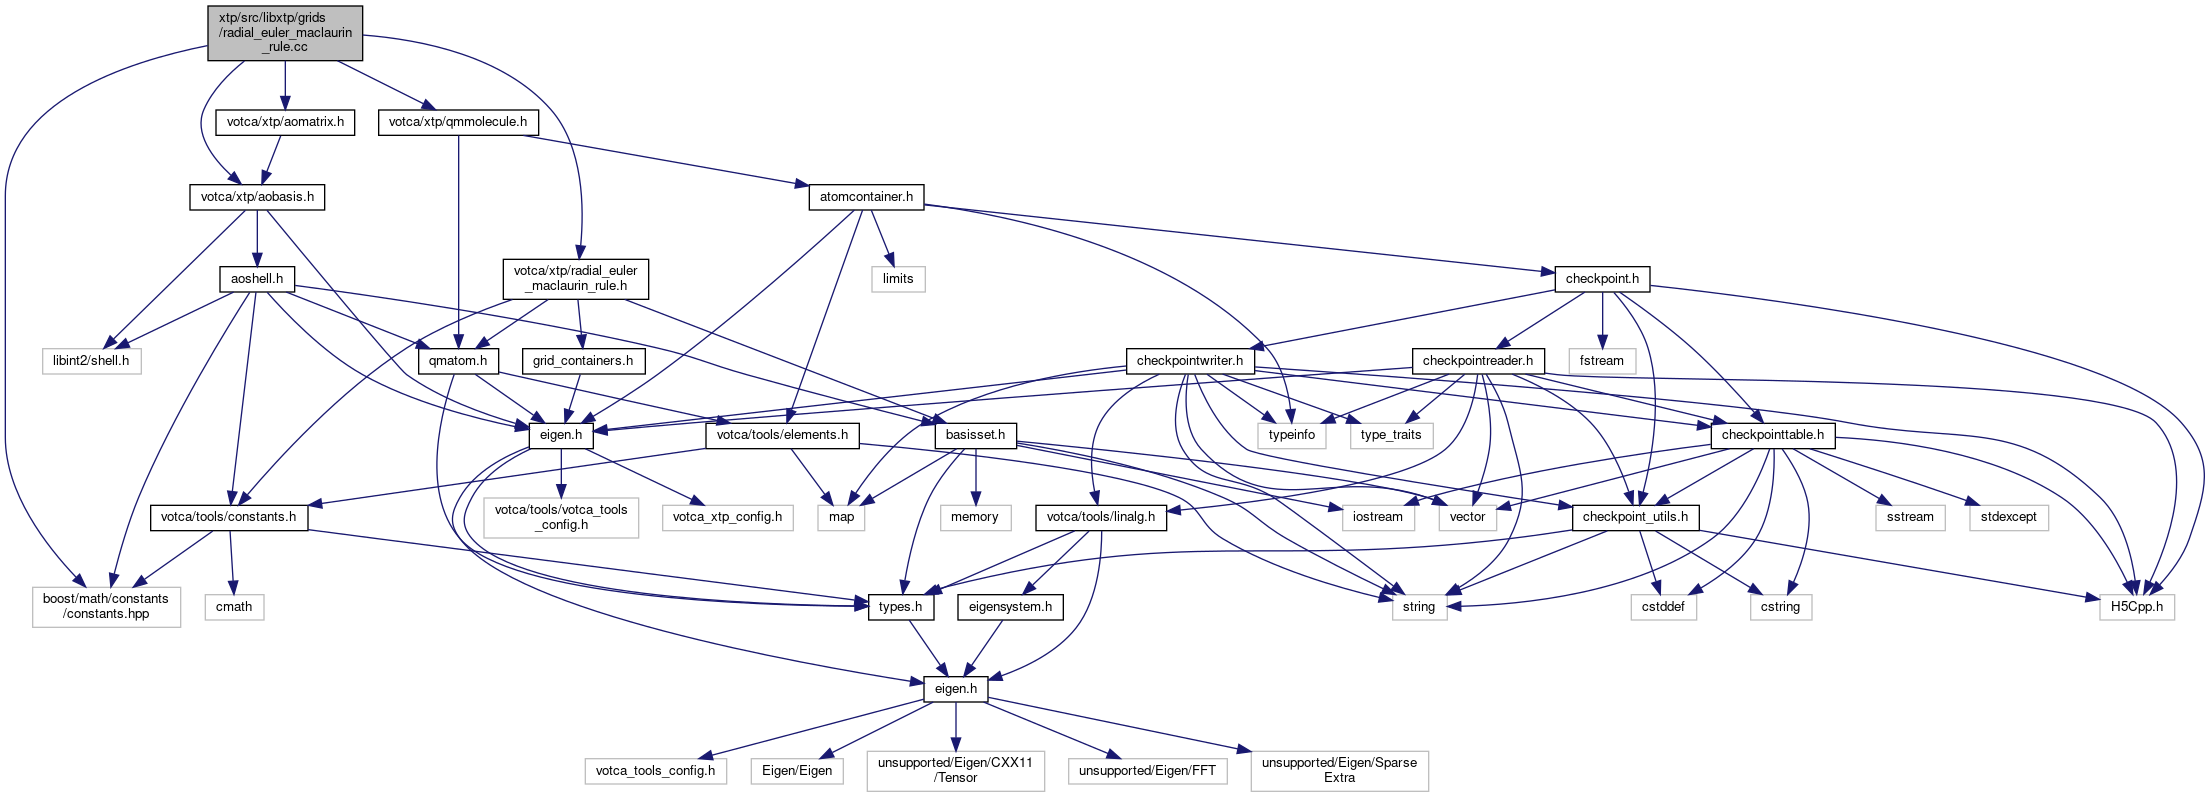 xtp/src/libxtp/grids
/radial_euler_maclaurin
_rule.cc
votca/xtp/aomatrix.h
votca/xtp/qmmolecule.h
votca/xtp/aobasis.h
atomcontainer.h
aoshell.h
votca/xtp/radial_euler
_maclaurin_rule.h
limits
checkpoint.h
libint2/shell.h
qmatom.h
grid_containers.h
checkpointwriter.h
checkpointreader.h
fstream
eigen.h
votca/tools/elements.h
basisset.h
typeinfo
type_traits
checkpointtable.h
votca/tools/constants.h
votca/tools/votca_tools
_config.h
votca_xtp_config.h
map
memory
votca/tools/linalg.h
iostream
vector
checkpoint_utils.h
sstream
stdexcept
boost/math/constants
/constants.hpp
cmath
types.h
eigensystem.h
string
cstddef
cstring
H5Cpp.h
eigen.h
votca_tools_config.h
Eigen/Eigen
unsupported/Eigen/CXX11
/Tensor
unsupported/Eigen/FFT
unsupported/Eigen/Sparse
Extra